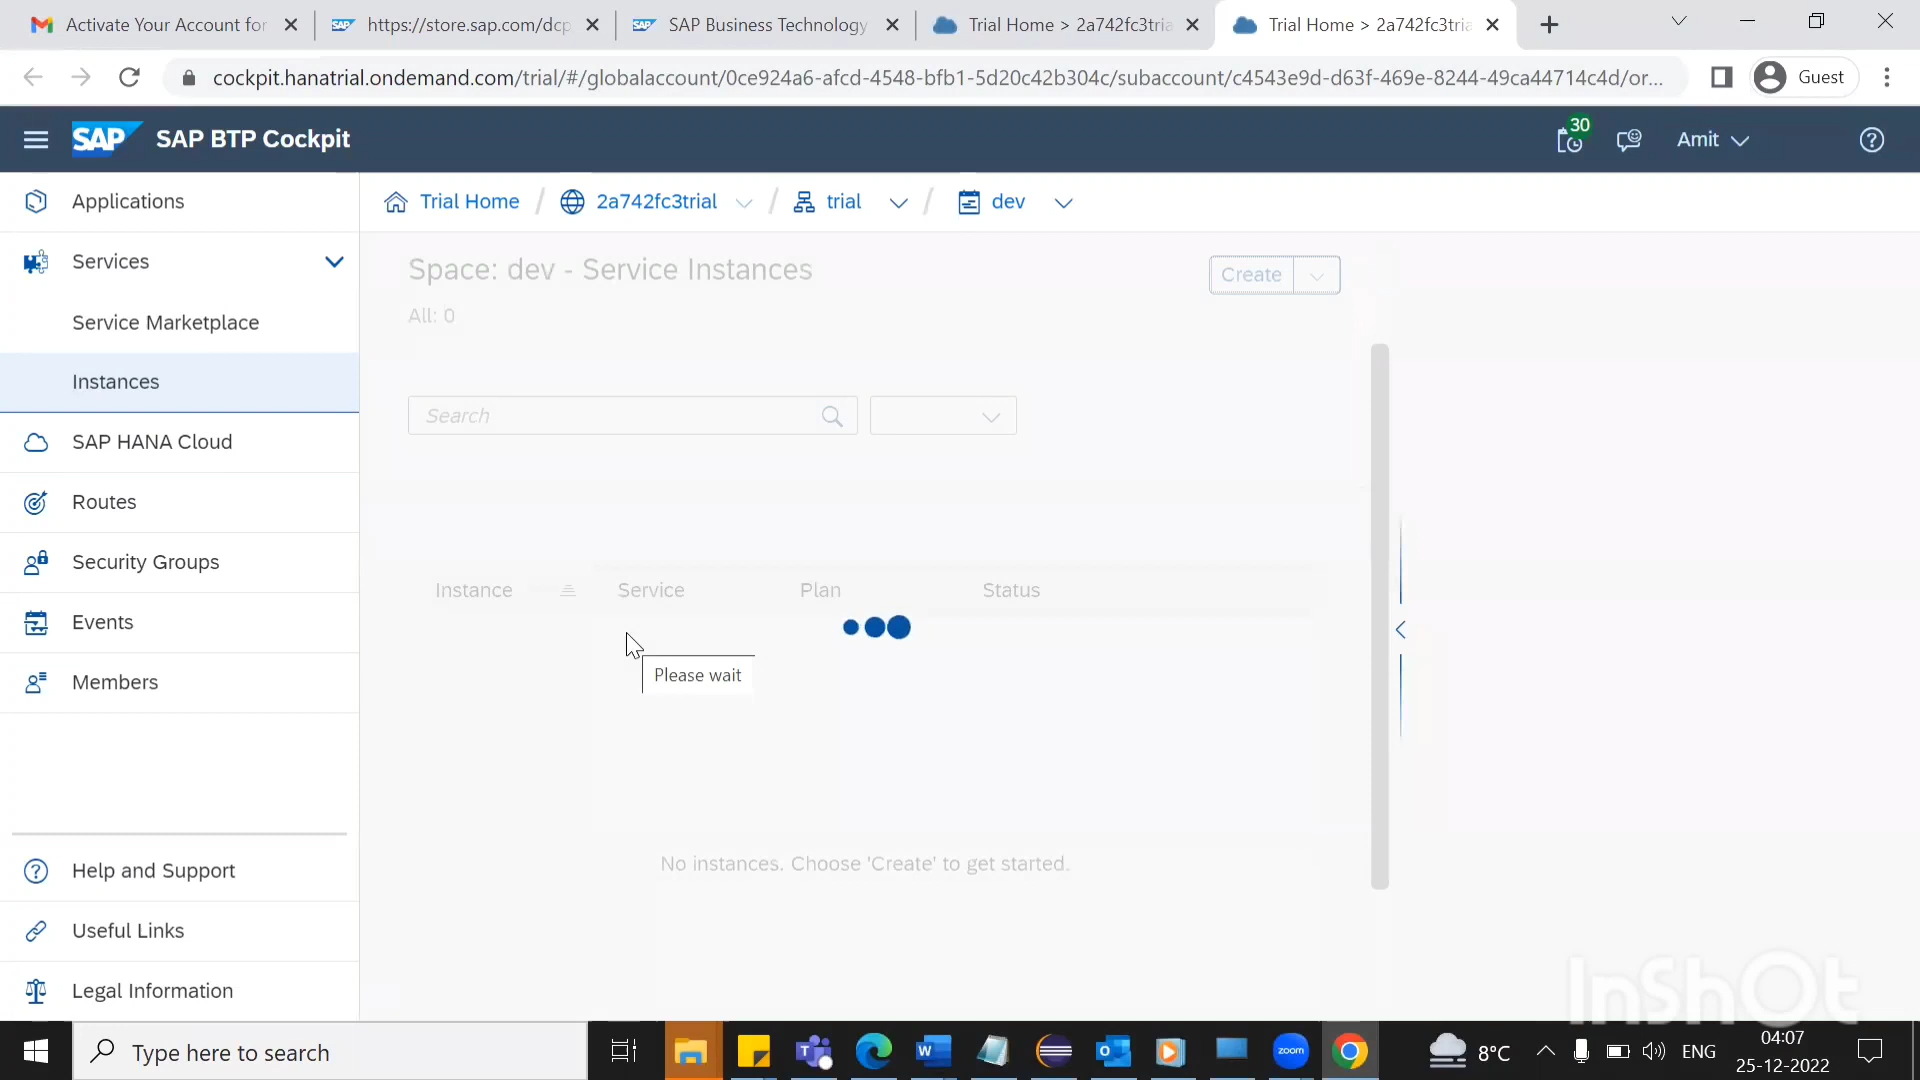 Activate Your Account for
https://store.sap.com/dcp
SAP Business Technology
Trial Home > 2a742fc3tria
Trial Home > 2a742fc3tria
cockpit.hanatrial.ondemand.com/trial/#/globalaccount/0ce924a6-afcd-4548-bfb1-5d20c42b304c/subaccount/c4543e9d-d63f-469e-8244-49ca44714c4d/or...
Guest
SAP SAP BTP Cockpit
30
Amit
Applications
Services
Service Marketplace
Instances
SAP HANA Cloud
Routes
Security Groups
Events
Members
Help and Support
Useful Links
Legal Information
Trial Home / 2a742fc3trial / trial / dev
Space: dev - Service Instances
Create
All: 0
Search
Instance Service Plan Status
Please wait
No instances. Choose 'Create' to get started.
InShOt
Type here to search
zoom
8°C
ENG
04:07
25-12-2022